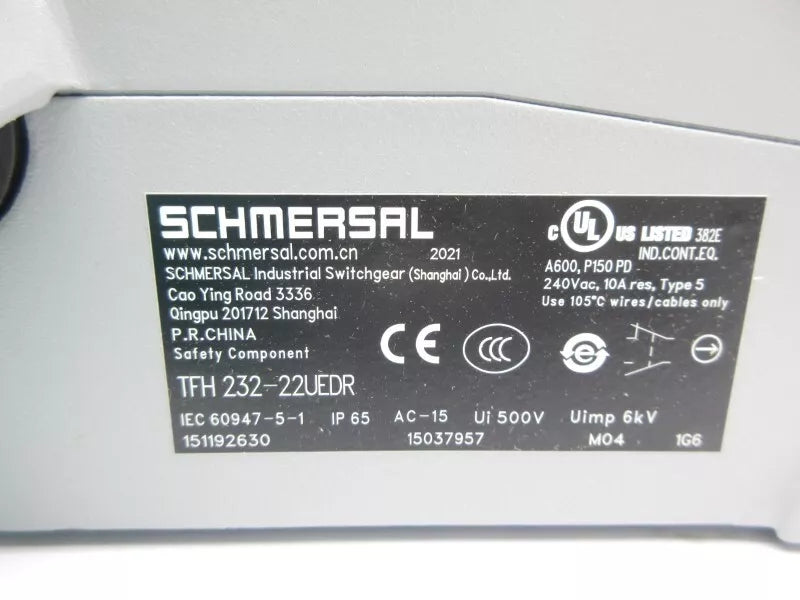 SCHMERSAL
www.schmersal.com.cn 2021
SCHMERSAL Industrial Switchgear (Shanghai) Co.,Ltd.
Cao Ying Road 3336
Qingpu 201712 Shanghai
P.R.CHINA
Safety Component
C UL US LISTED 382E
IND.CONT.EQ.
A600, P150 PD
240Vac, 10A res, Type 5
Use 105°C wires/cables only
CE CCC
TFH 232-22UEDR
IEC 60947-5-1 IP 65 AC-15 Ui 500V Uimp 6kV
151192630 15037957 M04 1G6